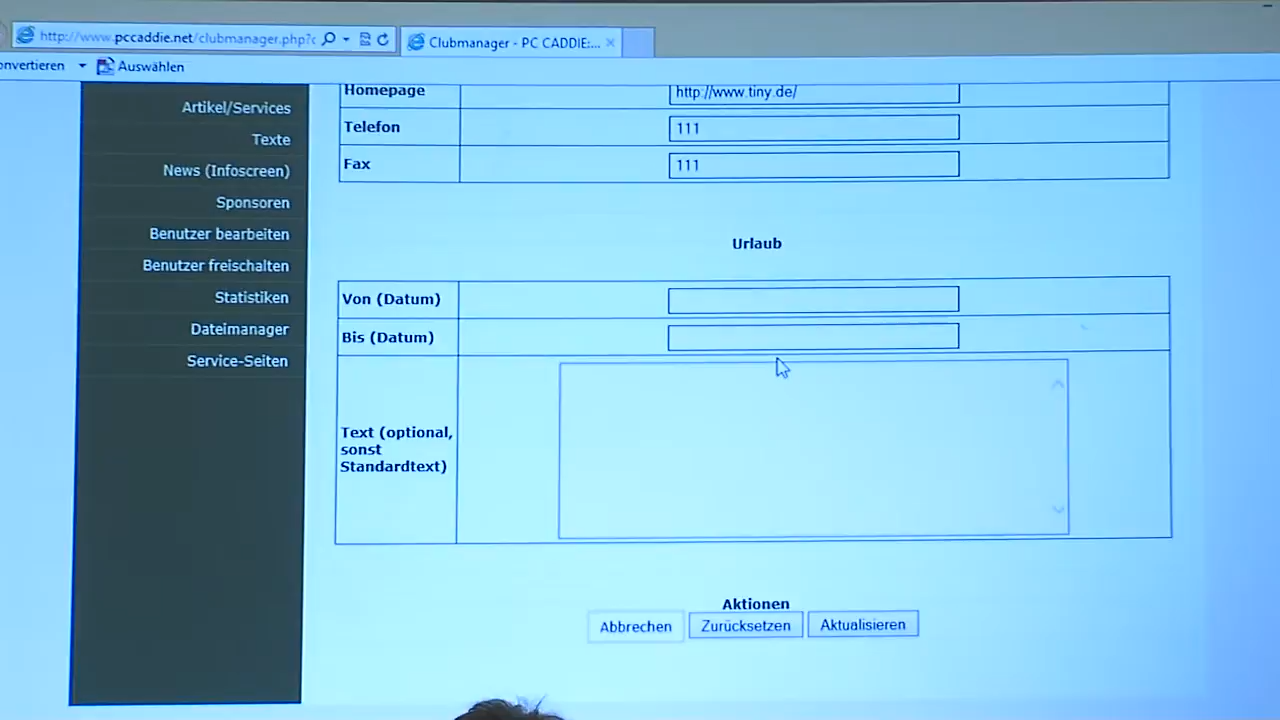 http://www.pccaddie.net/clubmanager.php?c
Clubmanager - PC CADDIE:...
onvertieren
Auswählen
Artikel/Services
Texte
News (Infoscreen)
Sponsoren
Benutzer bearbeiten
Benutzer freischalten
Statistiken
Dateimanager
Service-Seiten
Homepage
http://www.tiny.de/
Telefon
111
Fax
111
Urlaub
Von (Datum)
Bis (Datum)
Text (optional,
sonst
Standardtext)
Aktionen
Abbrechen
Zurücksetzen
Aktualisieren